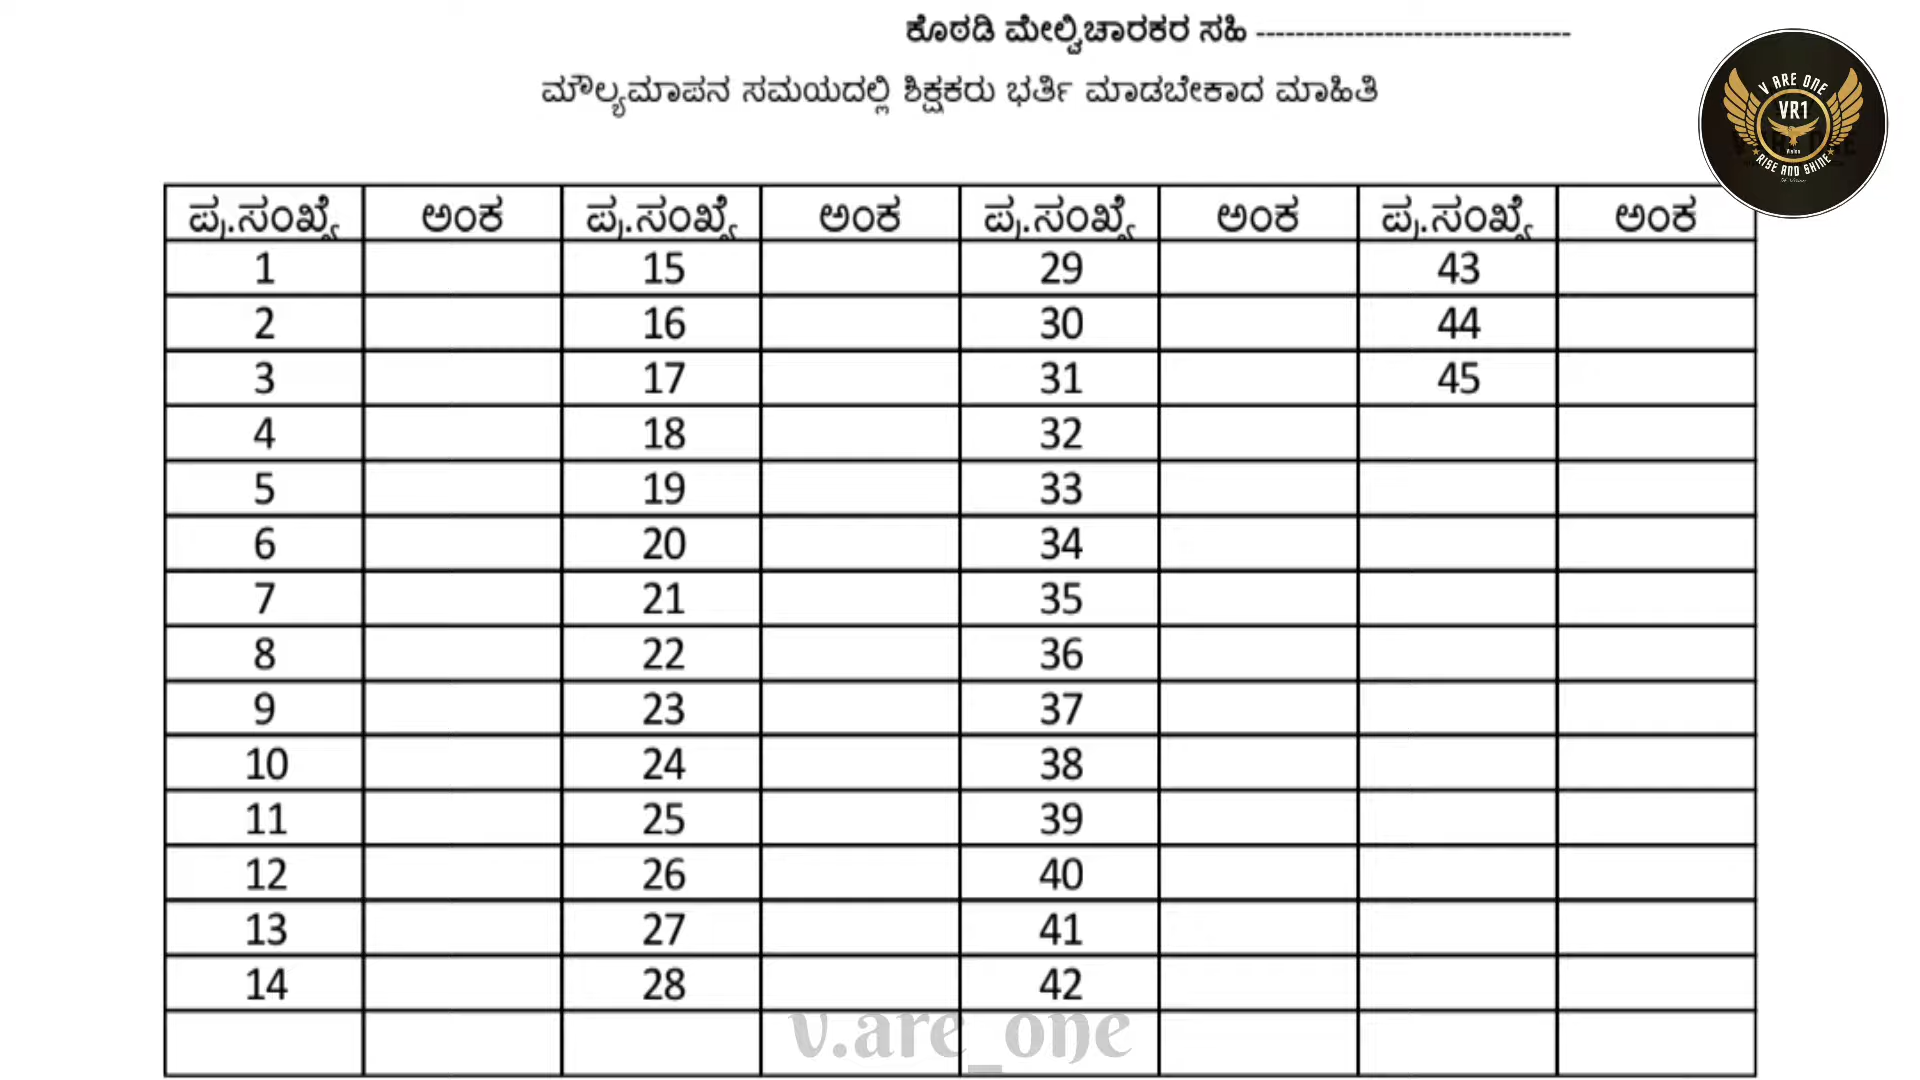 ಕೊಠಡಿ ಮೇಲ್ವಿಚಾರಕರ ಸಹಿ --------------------------------
ಮೌಲ್ಯಮಾಪನ ಸಮಯದಲ್ಲಿ ಶಿಕ್ಷಕರು ಭರ್ತಿ ಮಾಡಬೇಕಾದ ಮಾಹಿತಿ
V ARE ONE
VR1
Vision
RISE AND SHINE
ಪ್ರ.ಸಂಖ್ಯೆ ಅಂಕ ಪ್ರ.ಸಂಖ್ಯೆ ಅಂಕ ಪ್ರ.ಸಂಖ್ಯೆ ಅಂಕ ಪ್ರ.ಸಂಖ್ಯೆ ಅಂಕ
1 15 29 43
2 16 30 44
3 17 31 45
4 18 32
5 19 33
6 20 34
7 21 35
8 22 36
9 23 37
10 24 38
11 25 39
12 26 40
13 27 41
14 28 42
v.are_one